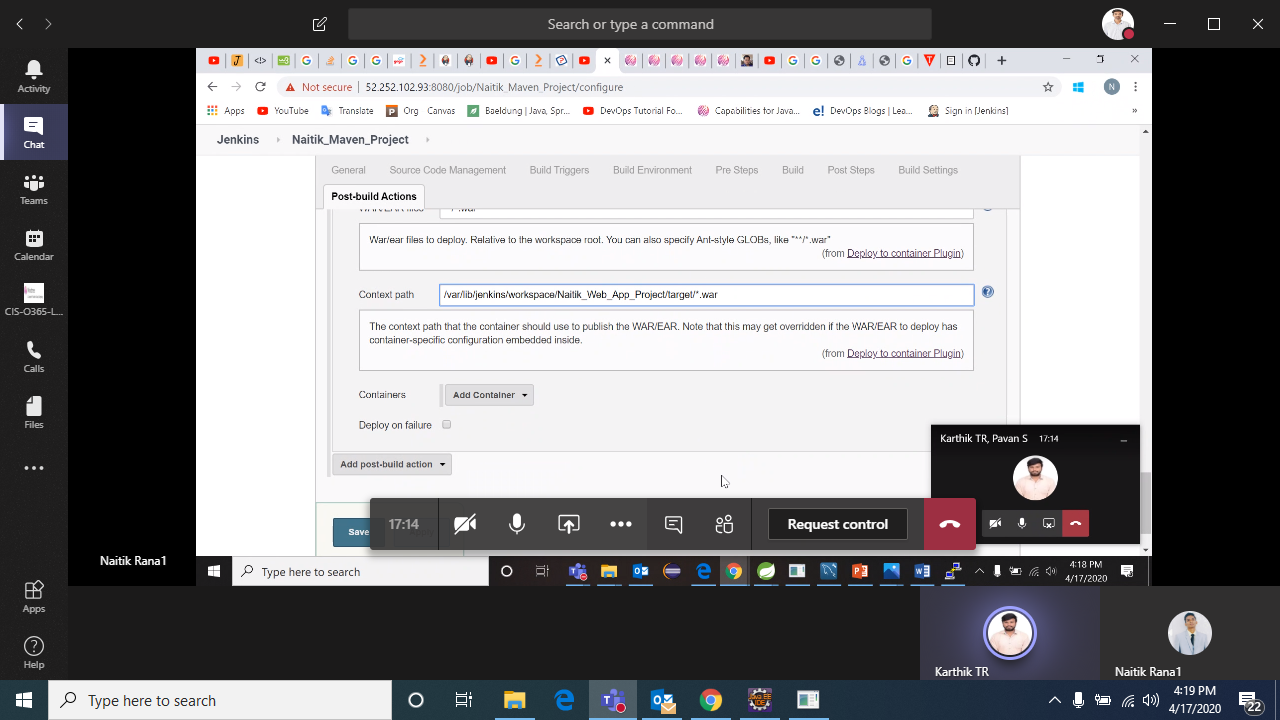 Search or type a command
Activity
Chat
Teams
Calendar
CIS-O365-L...
Calls
Files
Apps
Help
Not secure
:8080/job/Naitik_Maven_Project/configure
N
Apps
YouTube
Translate
Org
Canvas
Baeldung | Java, Spr...
DevOps Tutorial Fo...
Capabilities for Java...
DevOps Blogs | Lea...
Sign in [Jenkins]
Jenkins
Naitik_Maven_Project
General
Source Code Management
Build Triggers
Build Environment
Pre Steps
Build
Post Steps
Build Settings
Post-build Actions
War/ear files to deploy. Relative to the workspace root. You can also specify Ant-style GLOBs, like "**/*.war"
(from Deploy to container Plugin)
Context path
/var/lib/jenkins/workspace/Naitik_Web_App_Project/target/*.war
The context path that the container should use to publish the WAR/EAR. Note that this may get overridden if the WAR/EAR to deploy has
container-specific configuration embedded inside.
(from Deploy to container Plugin)
Containers
Add Container
Deploy on failure
Add post-build action
Karthik TR, Pavan S
17:14
17:14
Request control
Save
Naitik Rana1
Type here to search
4:18 PM
4/17/2020
Karthik TR
Naitik Rana1
Type here to search
4:19 PM
4/17/2020
22